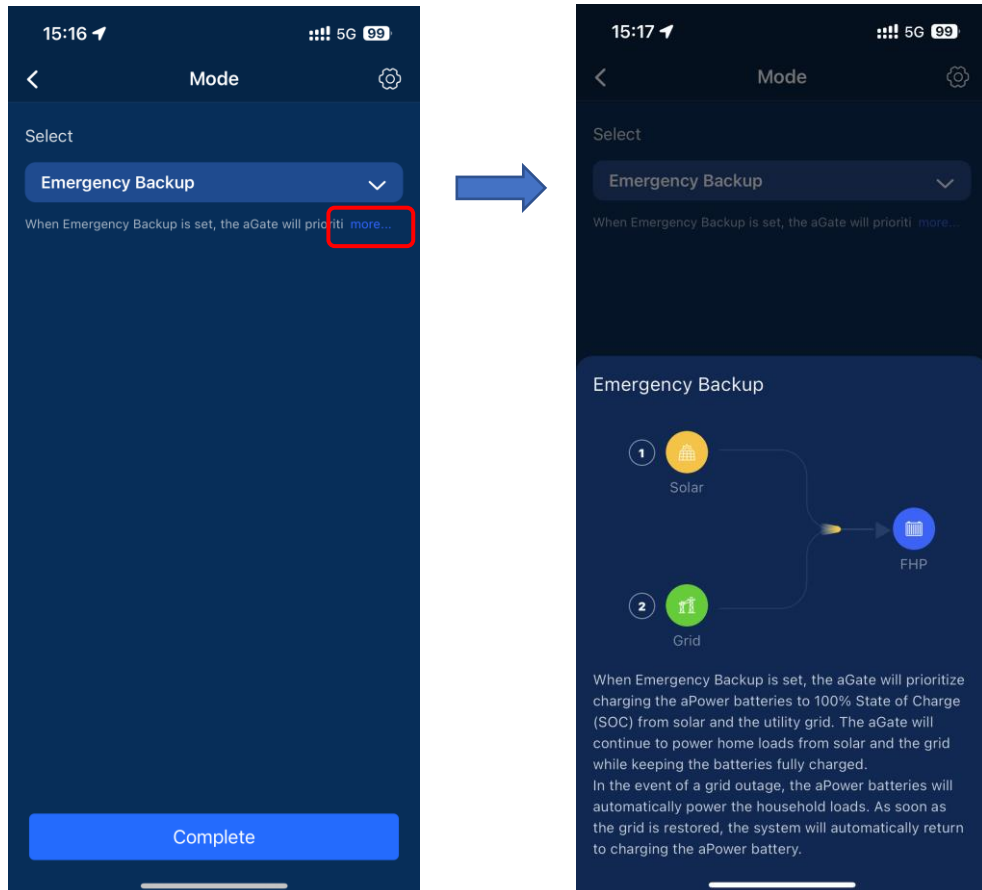 15:16
5G 99
Mode
Select
Emergency Backup
When Emergency Backup is set, the aGate will prioriti more...
Complete
15:17
5G 99
Mode
Select
Emergency Backup
When Emergency Backup is set, the aGate will prioriti more...
Emergency Backup
1
Solar
FHP
2
Grid
When Emergency Backup is set, the aGate will prioritize
charging the aPower batteries to 100% State of Charge
(SOC) from solar and the utility grid. The aGate will
continue to power home loads from solar and the grid
while keeping the batteries fully charged.
In the event of a grid outage, the aPower batteries will
automatically power the household loads. As soon as
the grid is restored, the system will automatically return
to charging the aPower battery.